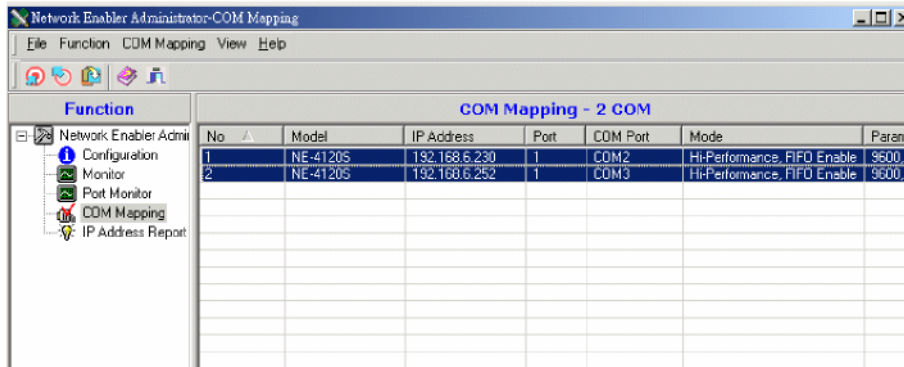 Network Enabler Administrator-COM Mapping
File Function COM Mapping View Help
Function
COM Mapping - 2 COM
Network Enabler Admi
Configuration
Monitor
Port Monitor
COM Mapping
IP Address Report
No Model IP Address Port COM Port Mode Param
1 NE-4120S 192.168.6.230 1 COM2 Hi-Performance, FIFO Enable 9600,
2 NE-4120S 192.168.6.252 1 COM3 Hi-Performance, FIFO Enable 9600,